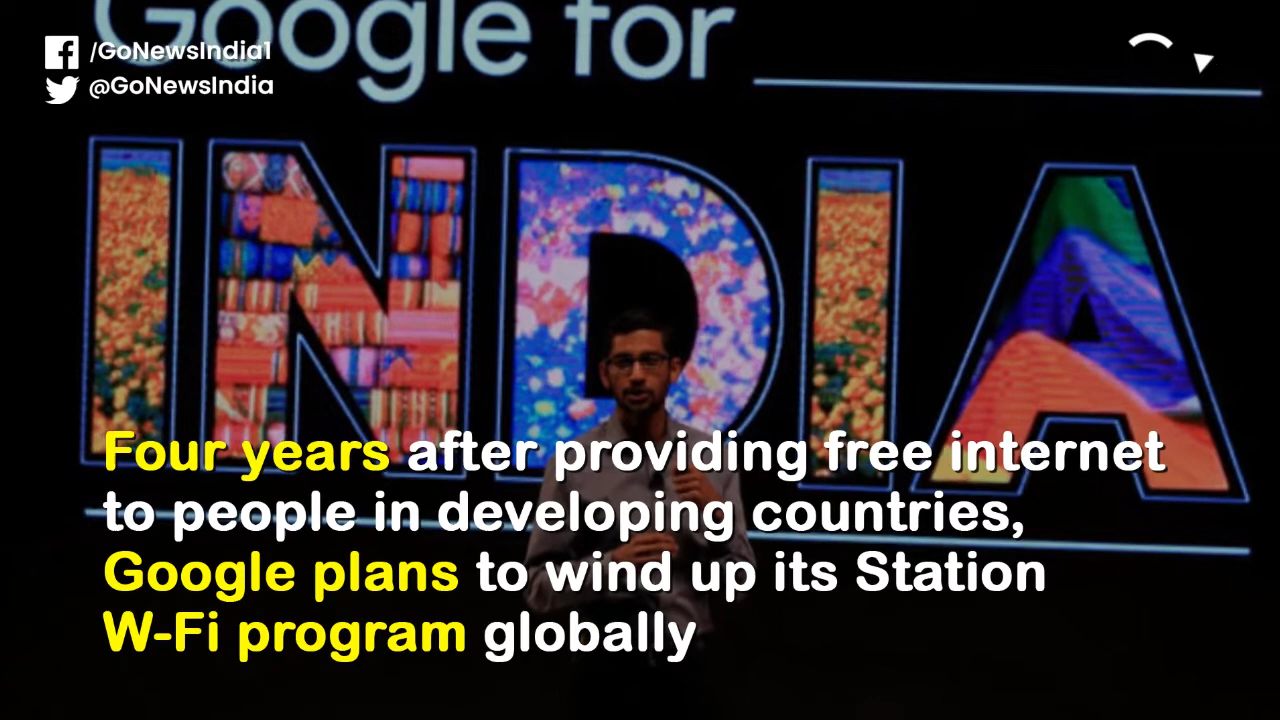 Google for
/GoNewsIndia1
@GoNewsIndia
INDIA
Four years after providing free internet
to people in developing countries,
Google plans to wind up its Station
W-Fi program globally